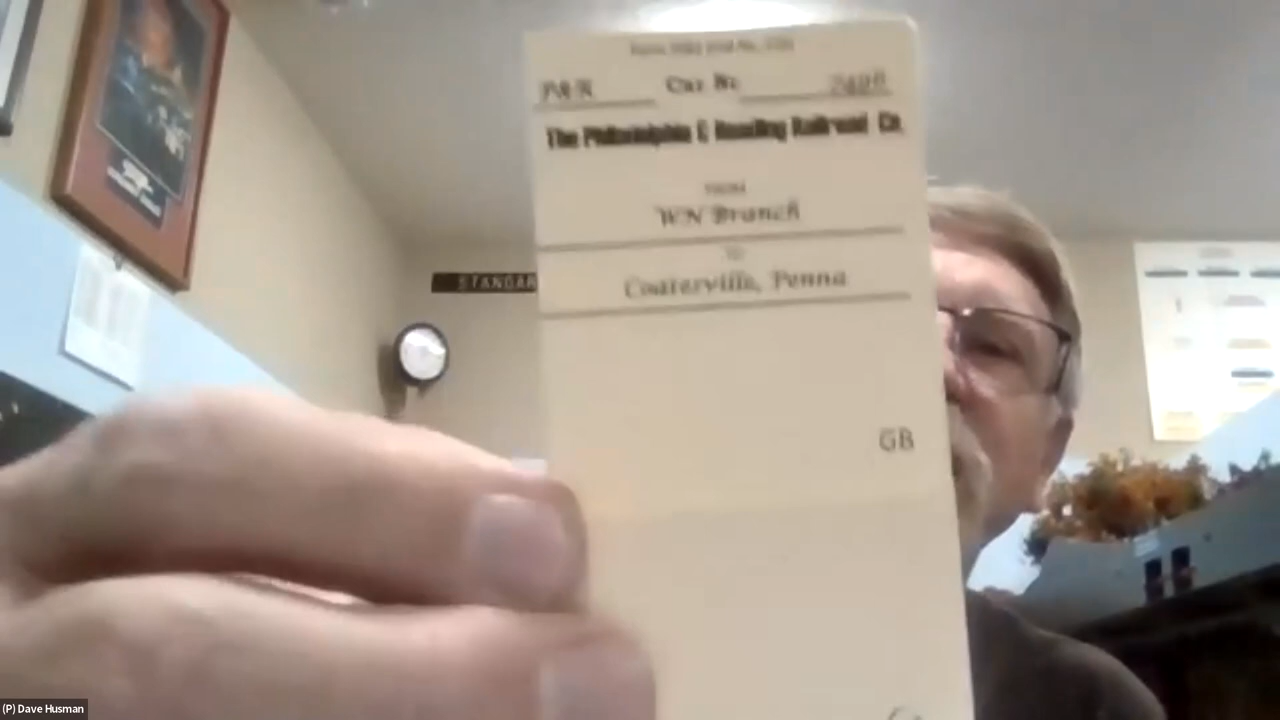 P&R Car No. 2498
The Philadelphia & Reading Railroad Co.
FROM
WN Branch
TO
Coatesville, Penna
GB
STANDAR
(P) Dave Husman